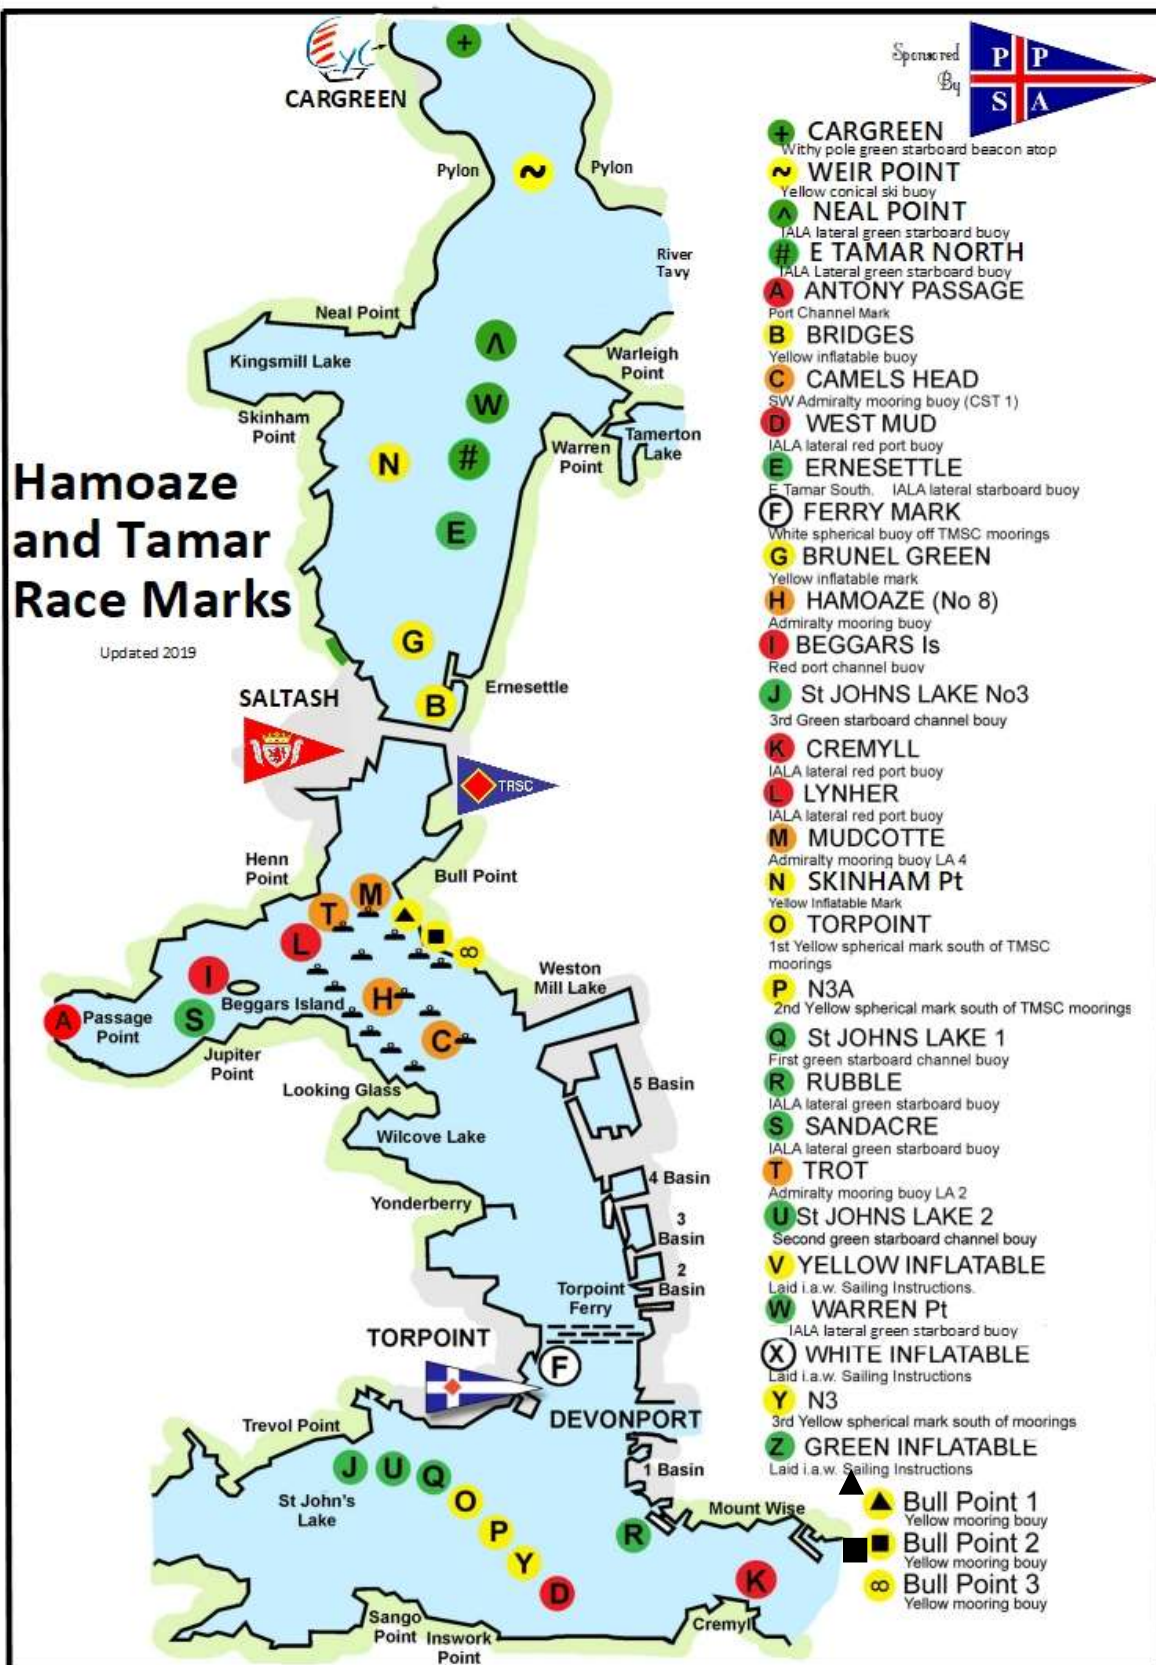 Eyc
CARGREEN
+
Sponsored
By
P P
S A
Pylon
~
Pylon
River
Tavy
Neal Point
Kingsmill Lake
Λ
Warleigh
Point
Skinham
Point
W
Warren
Point
Tamerton
Lake
N
#
E
Hamoaze
and Tamar
Race Marks
Updated 2019
G
SALTASH
B
Ernesettle
TRSC
Henn
Point
Bull Point
M
T
▲
■
∞
L
Weston
Mill Lake
I
Beggars Island
H
A
Passage
Point
S
C
Jupiter
Point
Looking Glass
5 Basin
Wilcove Lake
4 Basin
Yonderberry
3
Basin
2
Basin
Torpoint
Ferry
TORPOINT
F
DEVONPORT
Trevol Point
J
U
Q
1 Basin
St John's
Lake
O
P
Y
D
R
Mount Wise
K
Sango
Point
Inswork
Point
Cremyl
+ CARGREEN
Withy pole green starboard beacon atop
~ WEIR POINT
Yellow conical ski buoy
Λ NEAL POINT
IALA lateral green starboard buoy
# E TAMAR NORTH
IALA Lateral green starboard buoy
A ANTONY PASSAGE
Port Channel Mark
B BRIDGES
Yellow inflatable buoy
C CAMELS HEAD
SW Admiralty mooring buoy (CST 1)
D WEST MUD
IALA lateral red port buoy
E ERNESETTLE
E Tamar South. IALA lateral starboard buoy
F FERRY MARK
White spherical buoy off TMSC moorings
G BRUNEL GREEN
Yellow inflatable mark
H HAMOAZE (No 8)
Admiralty mooring buoy
I BEGGARS Is
Red port channel buoy
J St JOHNS LAKE No3
3rd Green starboard channel bouy
K CREMYLL
IALA lateral red port buoy
L LYNHER
IALA lateral red port buoy
M MUDCOTTE
Admiralty mooring buoy LA 4
N SKINHAM Pt
Yellow Inflatable Mark
O TORPOINT
1st Yellow spherical mark south of TMSC
moorings
P N3A
2nd Yellow spherical mark south of TMSC moorings
Q St JOHNS LAKE 1
First green starboard channel buoy
R RUBBLE
IALA lateral green starboard buoy
S SANDACRE
IALA lateral green starboard buoy
T TROT
Admiralty mooring buoy LA 2
U St JOHNS LAKE 2
Second green starboard channel bouy
V YELLOW INFLATABLE
Laid i.a.w. Sailing Instructions.
W WARREN Pt
IALA lateral green starboard buoy
X WHITE INFLATABLE
Laid i.a.w. Sailing Instructions
Y N3
3rd Yellow spherical mark south of moorings
Z GREEN INFLATABLE
Laid i.a.w. Sailing Instructions
▲ Bull Point 1
Yellow mooring bouy
■ Bull Point 2
Yellow mooring bouy
∞ Bull Point 3
Yellow mooring bouy